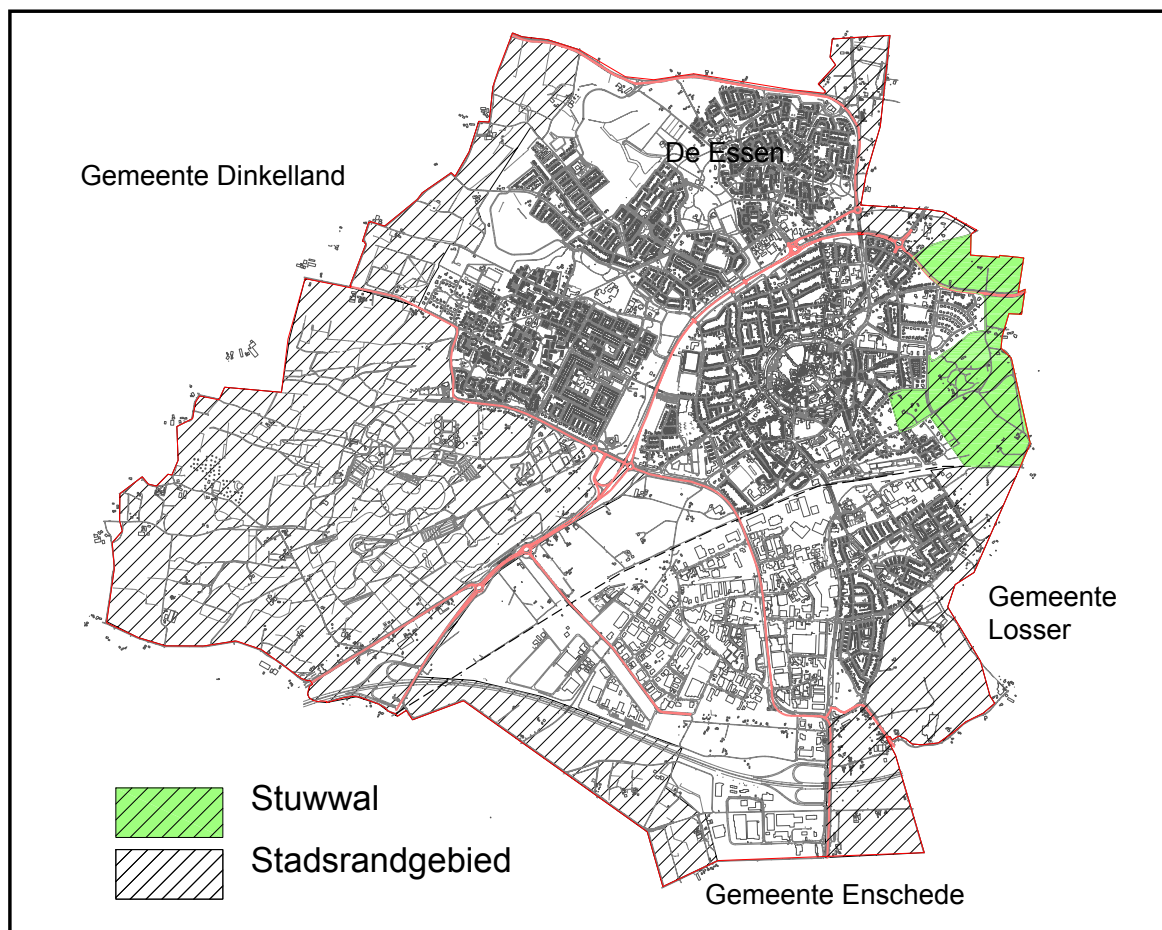 De Essen
Gemeente Dinkelland
Gemeente
Losser
Stuwwal
Stadsrandgebied
Gemeente Enschede